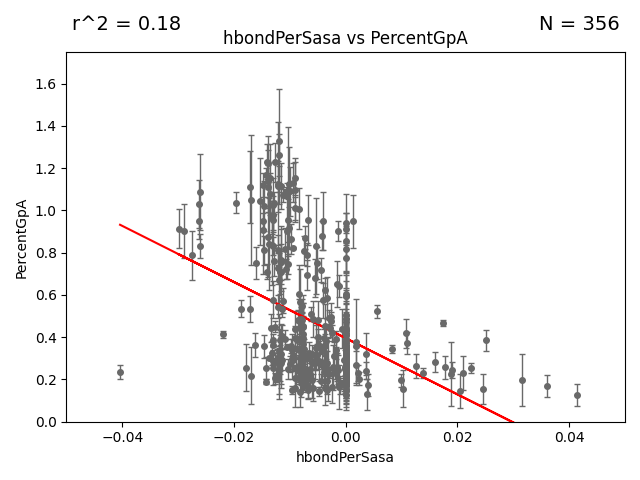 r^2 = 0.18
N = 356
hbondPerSasa vs PercentGpA
PercentGpA
1.6
1.4
1.2
1.0
0.8
0.6
0.4
0.2
0.0
−0.04 −0.02 0.00 0.02 0.04
hbondPerSasa